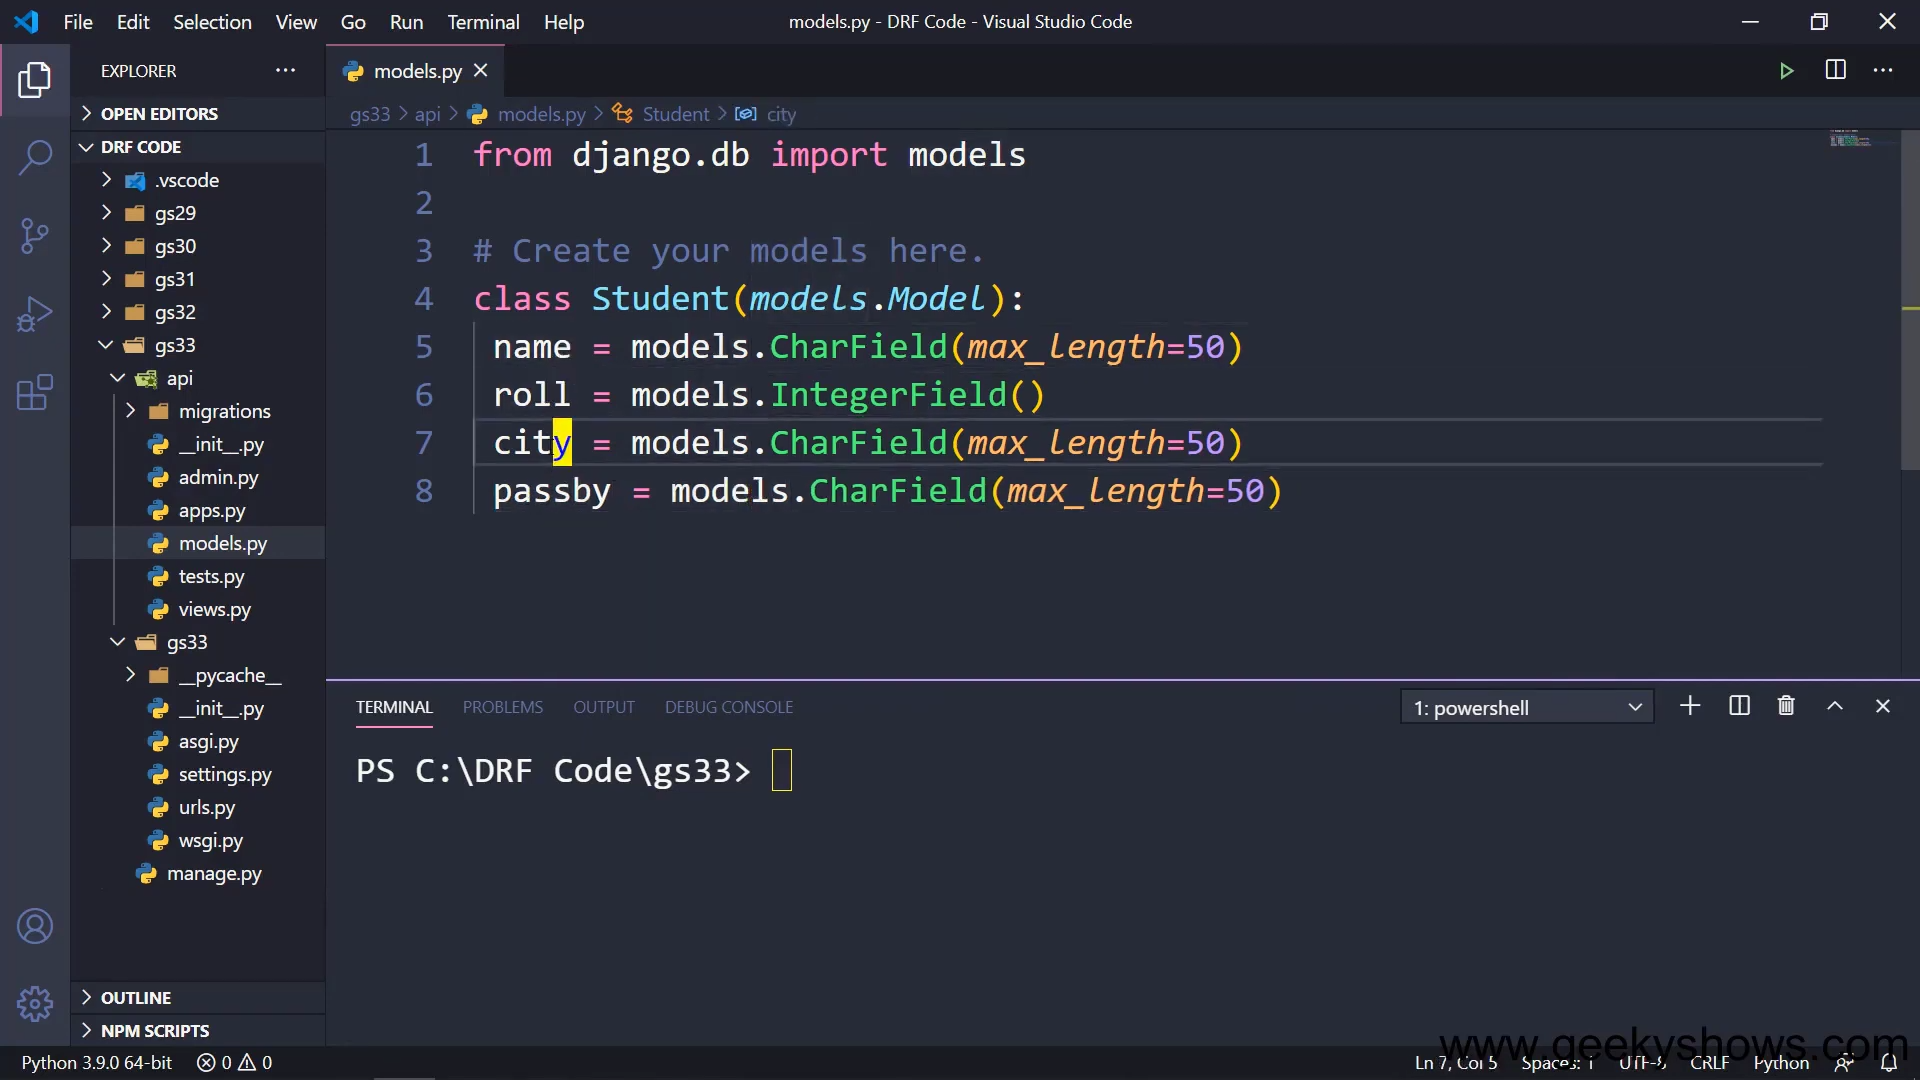 File Edit Selection View Go Run Terminal Help
models.py - DRF Code - Visual Studio Code
EXPLORER
OPEN EDITORS
DRF CODE
.vscode
gs29
gs30
gs31
gs32
gs33
api
migrations
__init__.py
admin.py
apps.py
models.py
tests.py
views.py
gs33
__pycache__
__init__.py
asgi.py
settings.py
urls.py
wsgi.py
manage.py
OUTLINE
NPM SCRIPTS
models.py
gs33 > api > models.py > Student > city
1 from django.db import models
2
3 # Create your models here.
4 class Student(models.Model):
5 name = models.CharField(max_length=50)
6 roll = models.IntegerField()
7 city = models.CharField(max_length=50)
8 passby = models.CharField(max_length=50)
TERMINAL PROBLEMS OUTPUT DEBUG CONSOLE
1: powershell
PS C:\DRF Code\gs33>
www.geekyshows.com
Python 3.9.0 64-bit 0 0
Ln 7, Col 5 Spaces: 1 UTF-8 CRLF Python